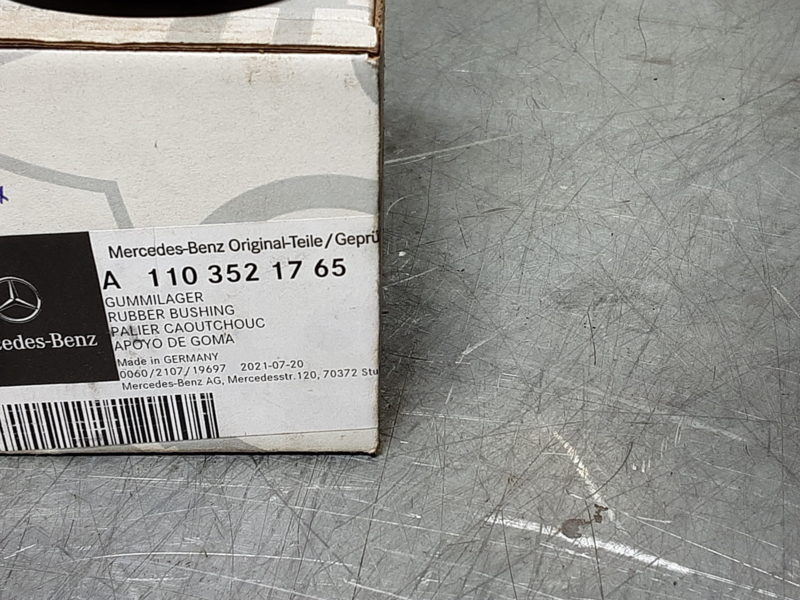 Mercedes-Benz Original-Teile/Geprü
A 110 352 17 65
GUMMILAGER
RUBBER BUSHING
PALIER CAOUTCHOUC
APOYO DE GOMA
edes-Benz
Made in GERMANY
0060/2107/19697 2021-07-20
Mercedes-Benz AG, Mercedesstr.120, 70372 Stu